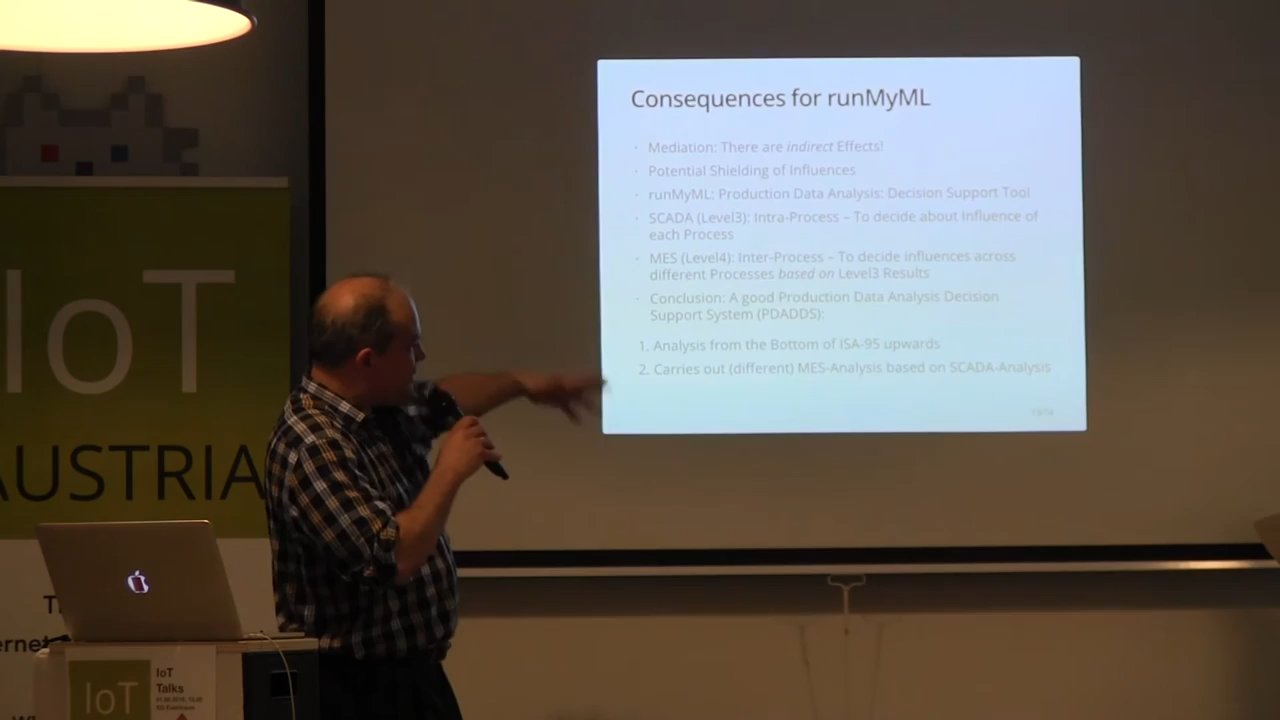 Consequences for runMyML
· Mediation: There are indirect Effects!
· Potential Shielding of Influences
· runMyML: Production Data Analysis: Decision Support Tool
· SCADA (Level3): Intra-Process – To decide about influence of
each Process
· MES (Level4): Inter-Process – To decide influences across
different Processes based on Level3 Results
· Conclusion: A good Production Data Analysis Decision
Support System (PDADDS):
1. Analysis from the Bottom of ISA-95 upwards
2. Carries out (different) MES-Analysis based on SCADA-Analysis
IoT
AUSTRIA
IoT
IoT
Talks